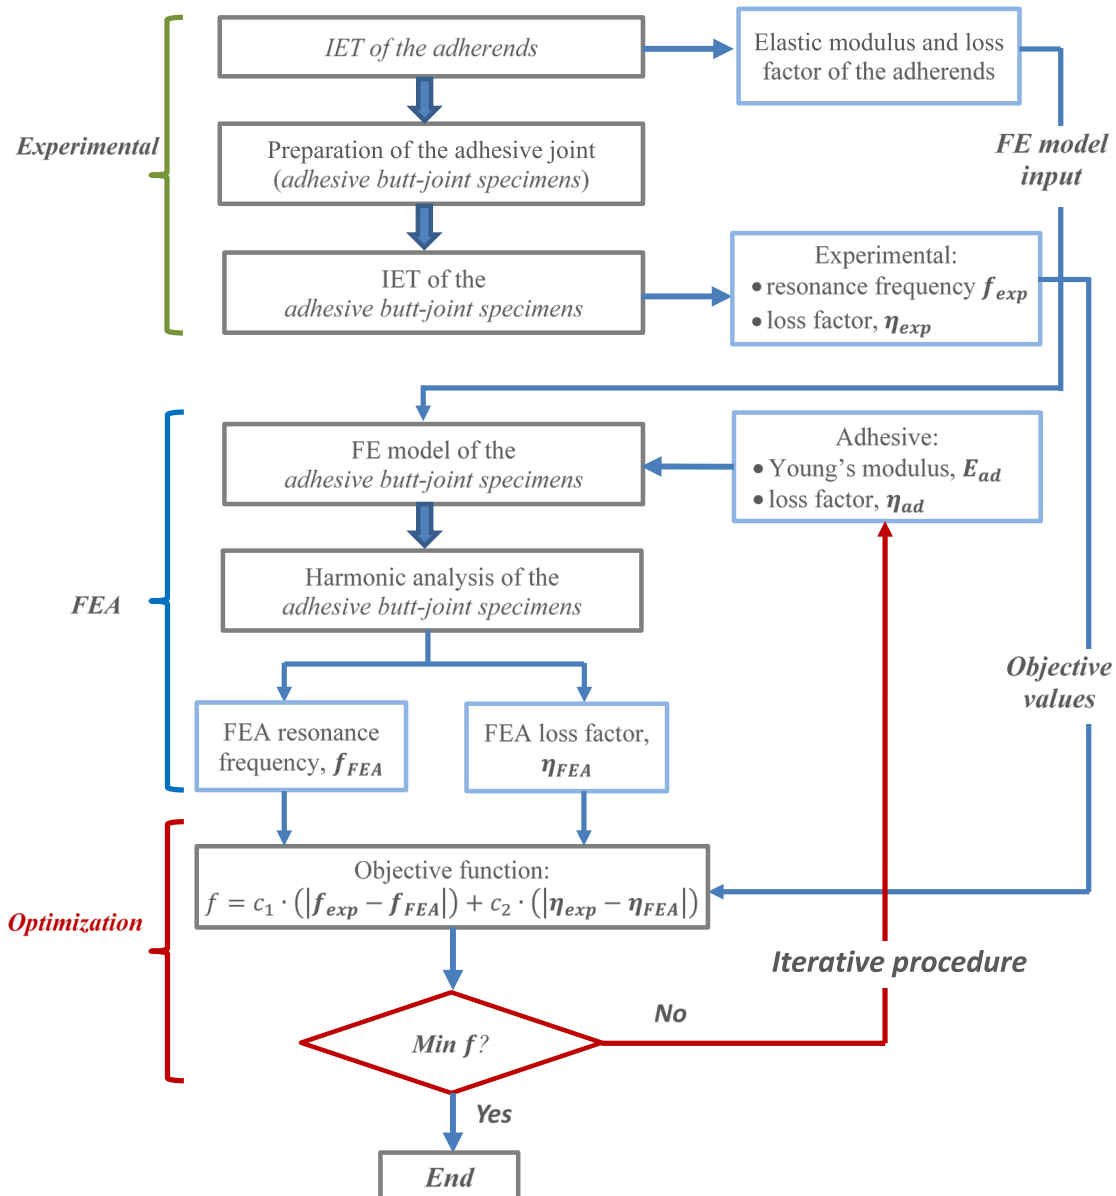 IET of the adherends
Elastic modulus and loss
factor of the adherends
Experimental
Preparation of the adhesive joint
(adhesive butt-joint specimens)
FE model
input
IET of the
adhesive butt-joint specimens
Experimental:
• resonance frequency f_exp
• loss factor, η_exp
FE model of the
adhesive butt-joint specimens
Adhesive:
• Young’s modulus, E_ad
• loss factor, η_ad
Harmonic analysis of the
adhesive butt-joint specimens
FEA
Objective
values
FEA resonance
frequency, f_FEA
FEA loss factor,
η_FEA
Objective function:
f = c_1 · (|f_exp − f_FEA|) + c_2 · (|η_exp − η_FEA|)
Optimization
Iterative procedure
No
Min f?
Yes
End